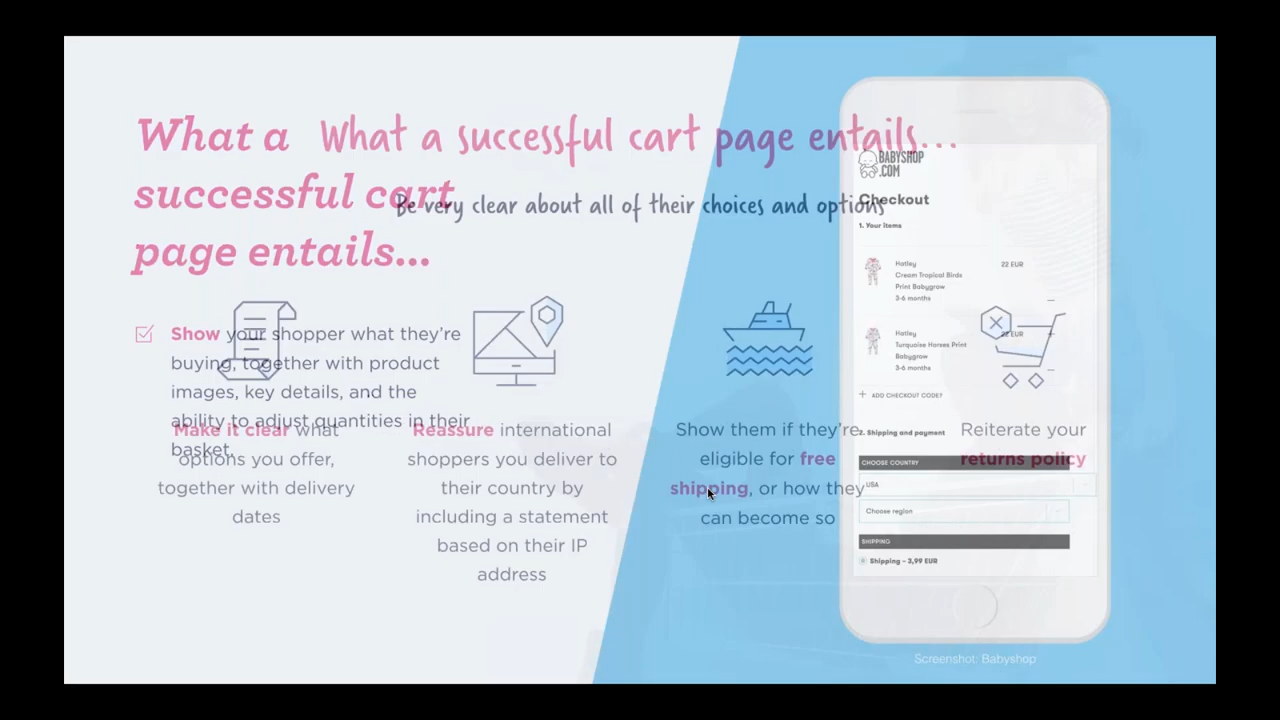 What a
successful cart
page entails...
What a successful cart page entails...
Be very clear about all of their choices and options
Show your shopper what they're
buying, together with product
images, key details, and the
ability to adjust quantities in their
basket.
Make it clear what
options you offer,
together with delivery
dates
Reassure international
shoppers you deliver to
their country by
including a statement
based on their IP
address
Show them if they're
eligible for free
shipping, or how they
can become so
Reiterate your
returns policy
BABYSHOP
.COM
Checkout
1. Your items
Hatley
Cream Tropical Birds
Print Babygrow
3-6 months
22 EUR
Hatley
Turquoise Horses Print
Babygrow
3-6 months
22 EUR
+ ADD CHECKOUT CODE?
2. Shipping and payment
CHOOSE COUNTRY
USA
Choose region
SHIPPING
Shipping - 3,99 EUR
Screenshot: Babyshop